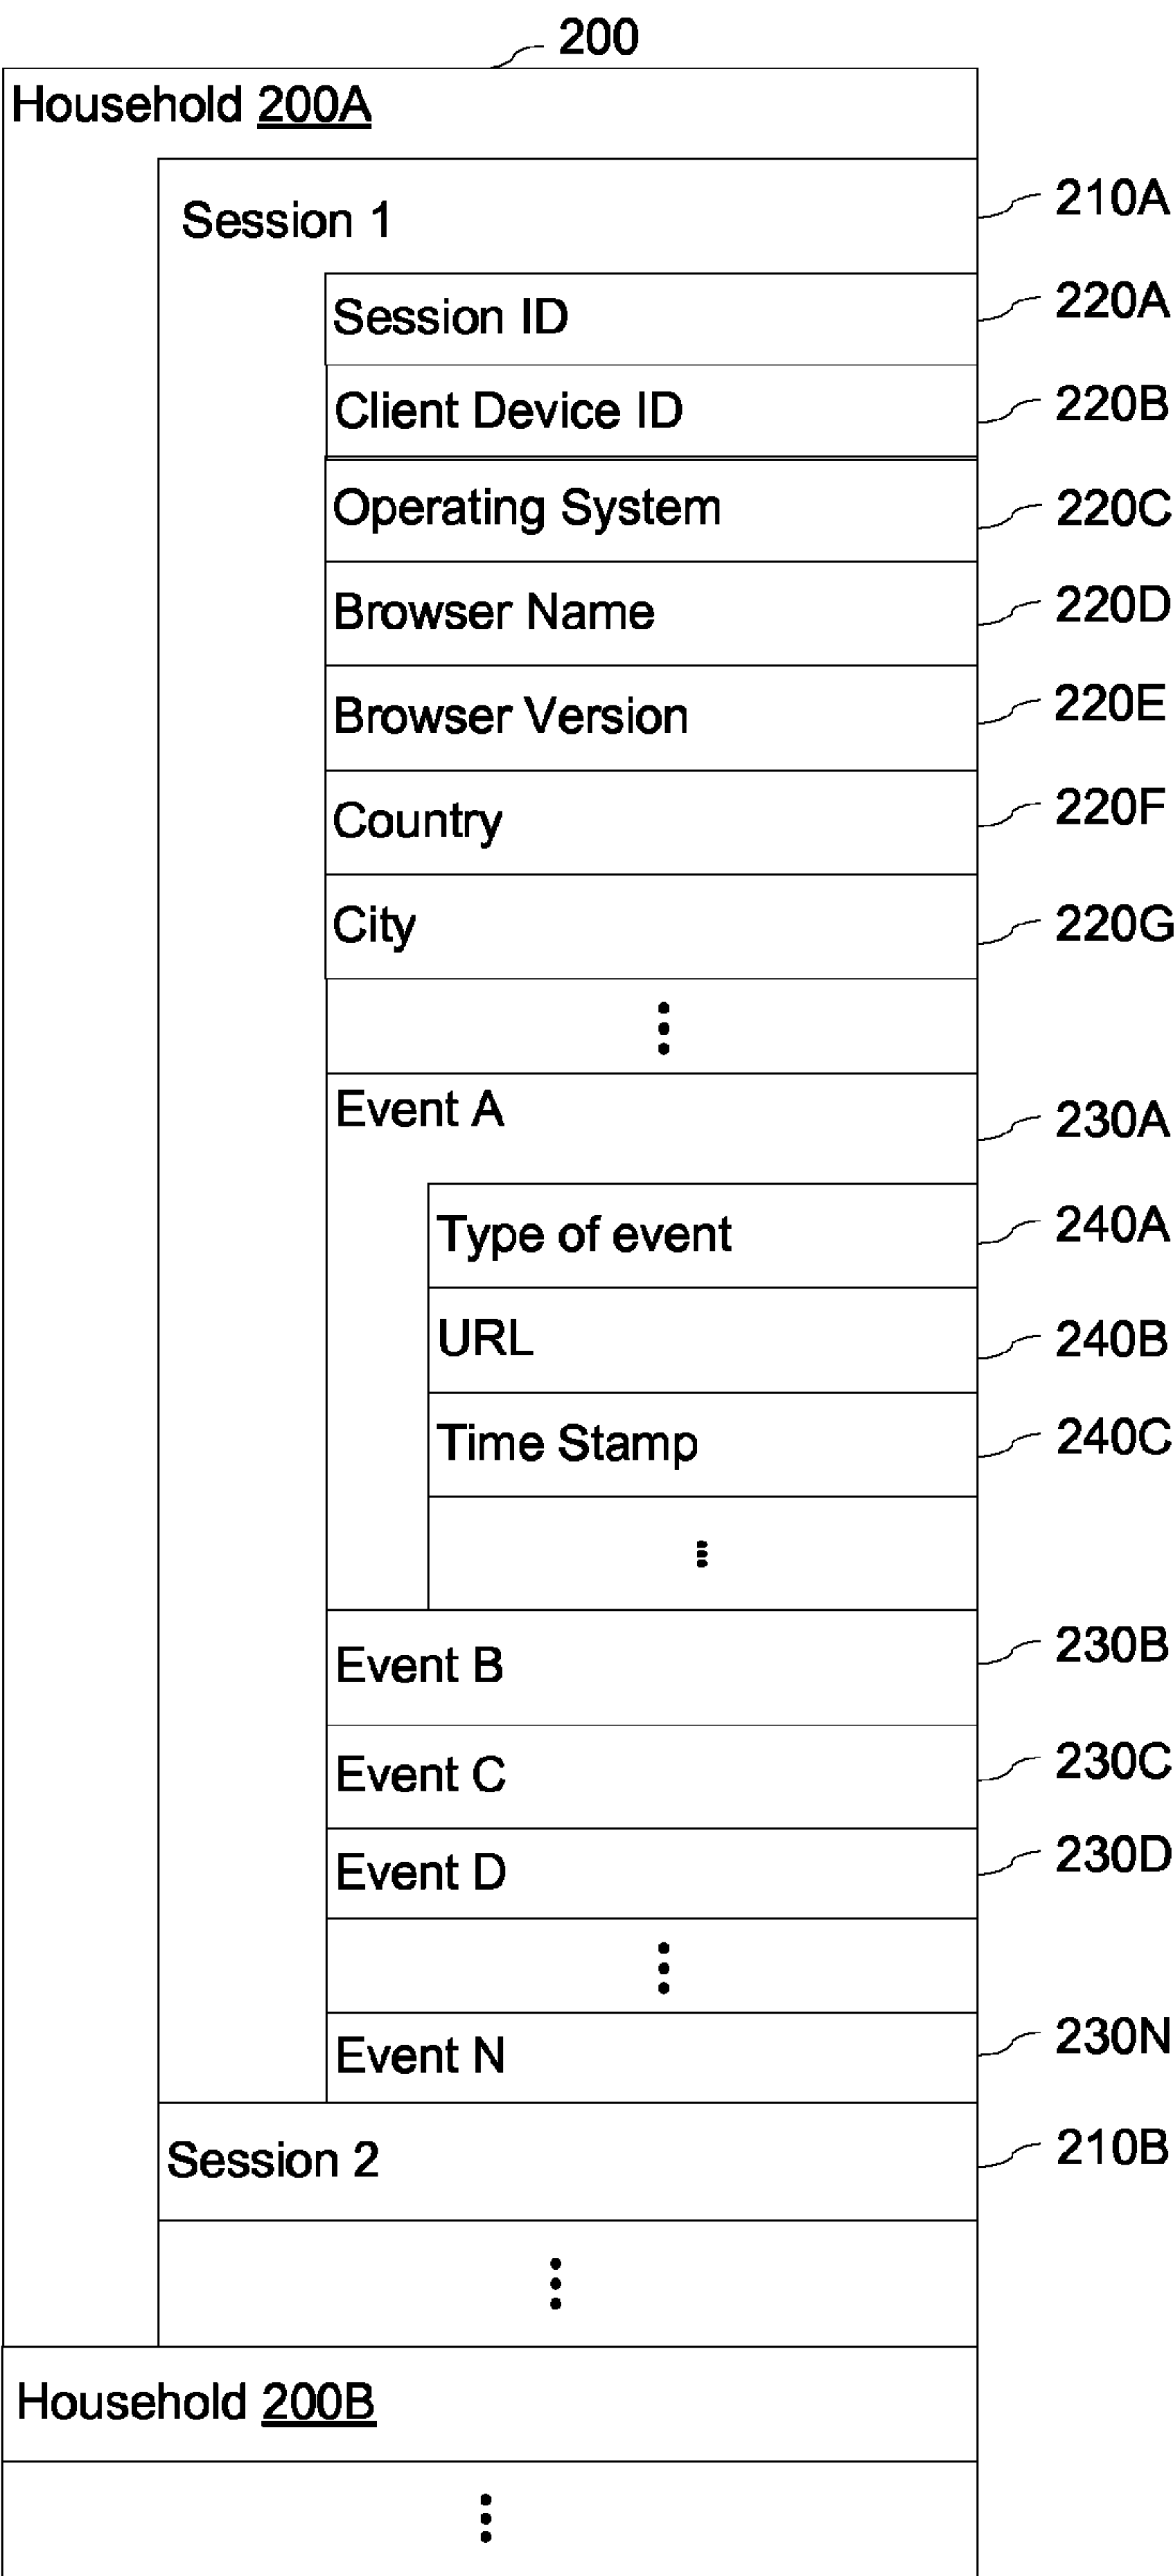 200
Household 200A
Session 1 210A
Session ID 220A
Client Device ID 220B
Operating System 220C
Browser Name 220D
Browser Version 220E
Country 220F
City 220G
Event A 230A
Type of event 240A
URL 240B
Time Stamp 240C
Event B 230B
Event C 230C
Event D 230D
Event N 230N
Session 2 210B
Household 200B